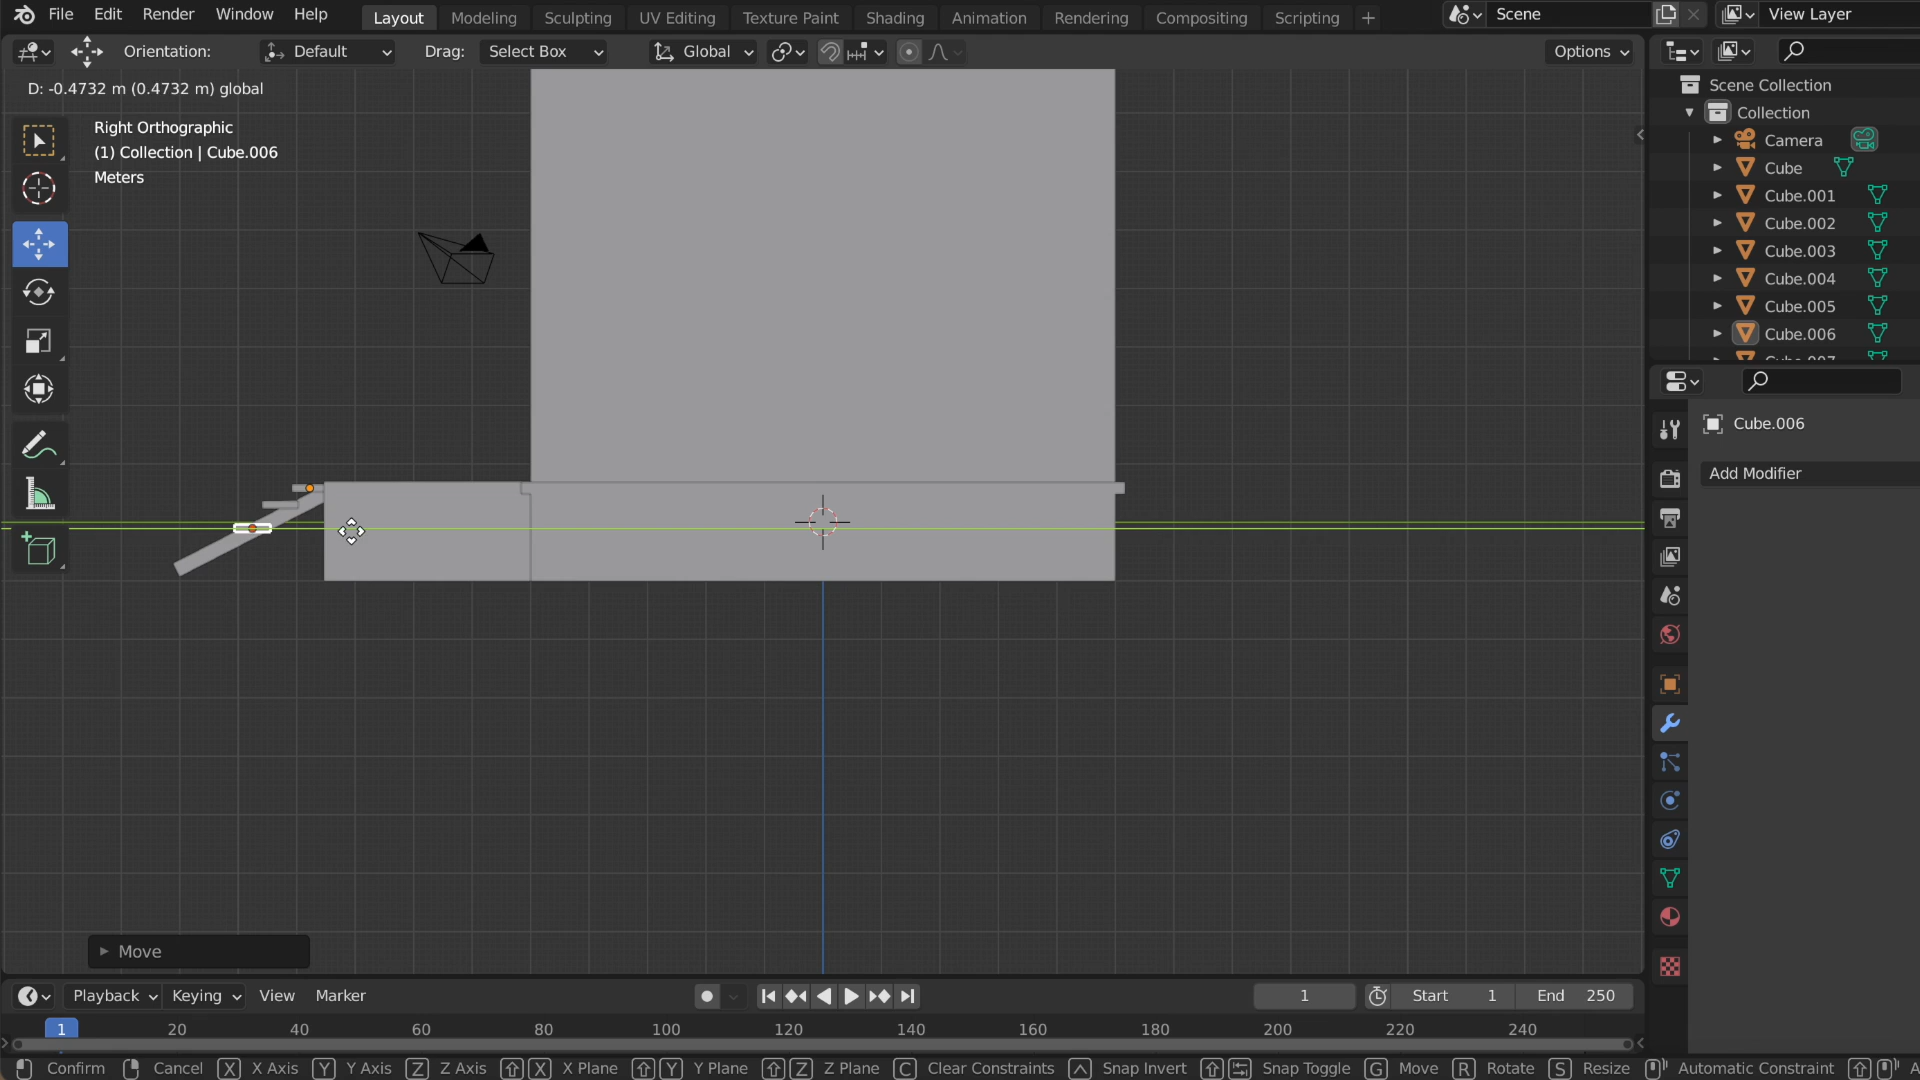 File Edit Render Window Help Layout Modeling Sculpting UV Editing Texture Paint Shading Animation Rendering Compositing Scripting + Scene View Layer
Orientation: Default Drag: Select Box Global Options
D: -0.4732 m (0.4732 m) global
Right Orthographic
(1) Collection | Cube.006
Meters
Scene Collection
Collection
Camera
Cube
Cube.001
Cube.002
Cube.003
Cube.004
Cube.005
Cube.006
Cube.007
Cube.006
Add Modifier
Move
Playback Keying View Marker 1 Start 1 End 250
1 20 40 60 80 100 120 140 160 180 200 220 240
Confirm Cancel X X Axis Y Y Axis Z Z Axis X X Plane Y Y Plane Z Z Plane C Clear Constraints Snap Invert Snap Toggle G Move R Rotate S Resize Automatic Constraint A